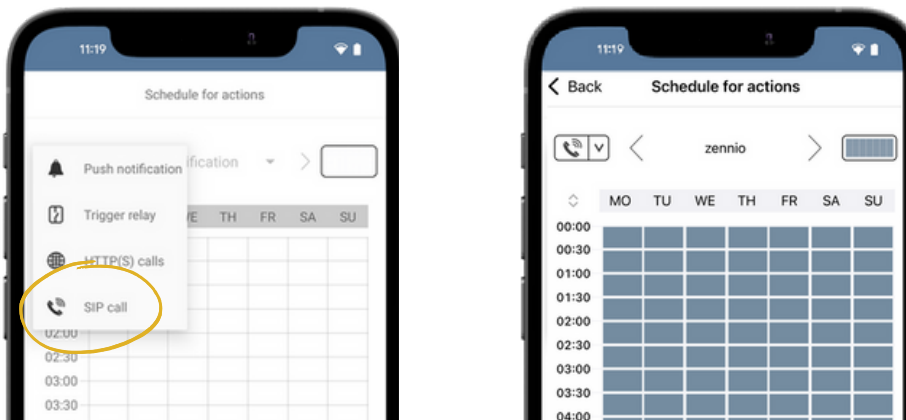 11:19
Schedule for actions
ification
Push notification
Trigger relay
HTTP(S) calls
SIP call
WE TH FR SA SU
02:00
02:30
03:00
03:30
11:19
Back Schedule for actions
zennio
MO TU WE TH FR SA SU
00:00
00:30
01:00
01:30
02:00
02:30
03:00
03:30
04:00